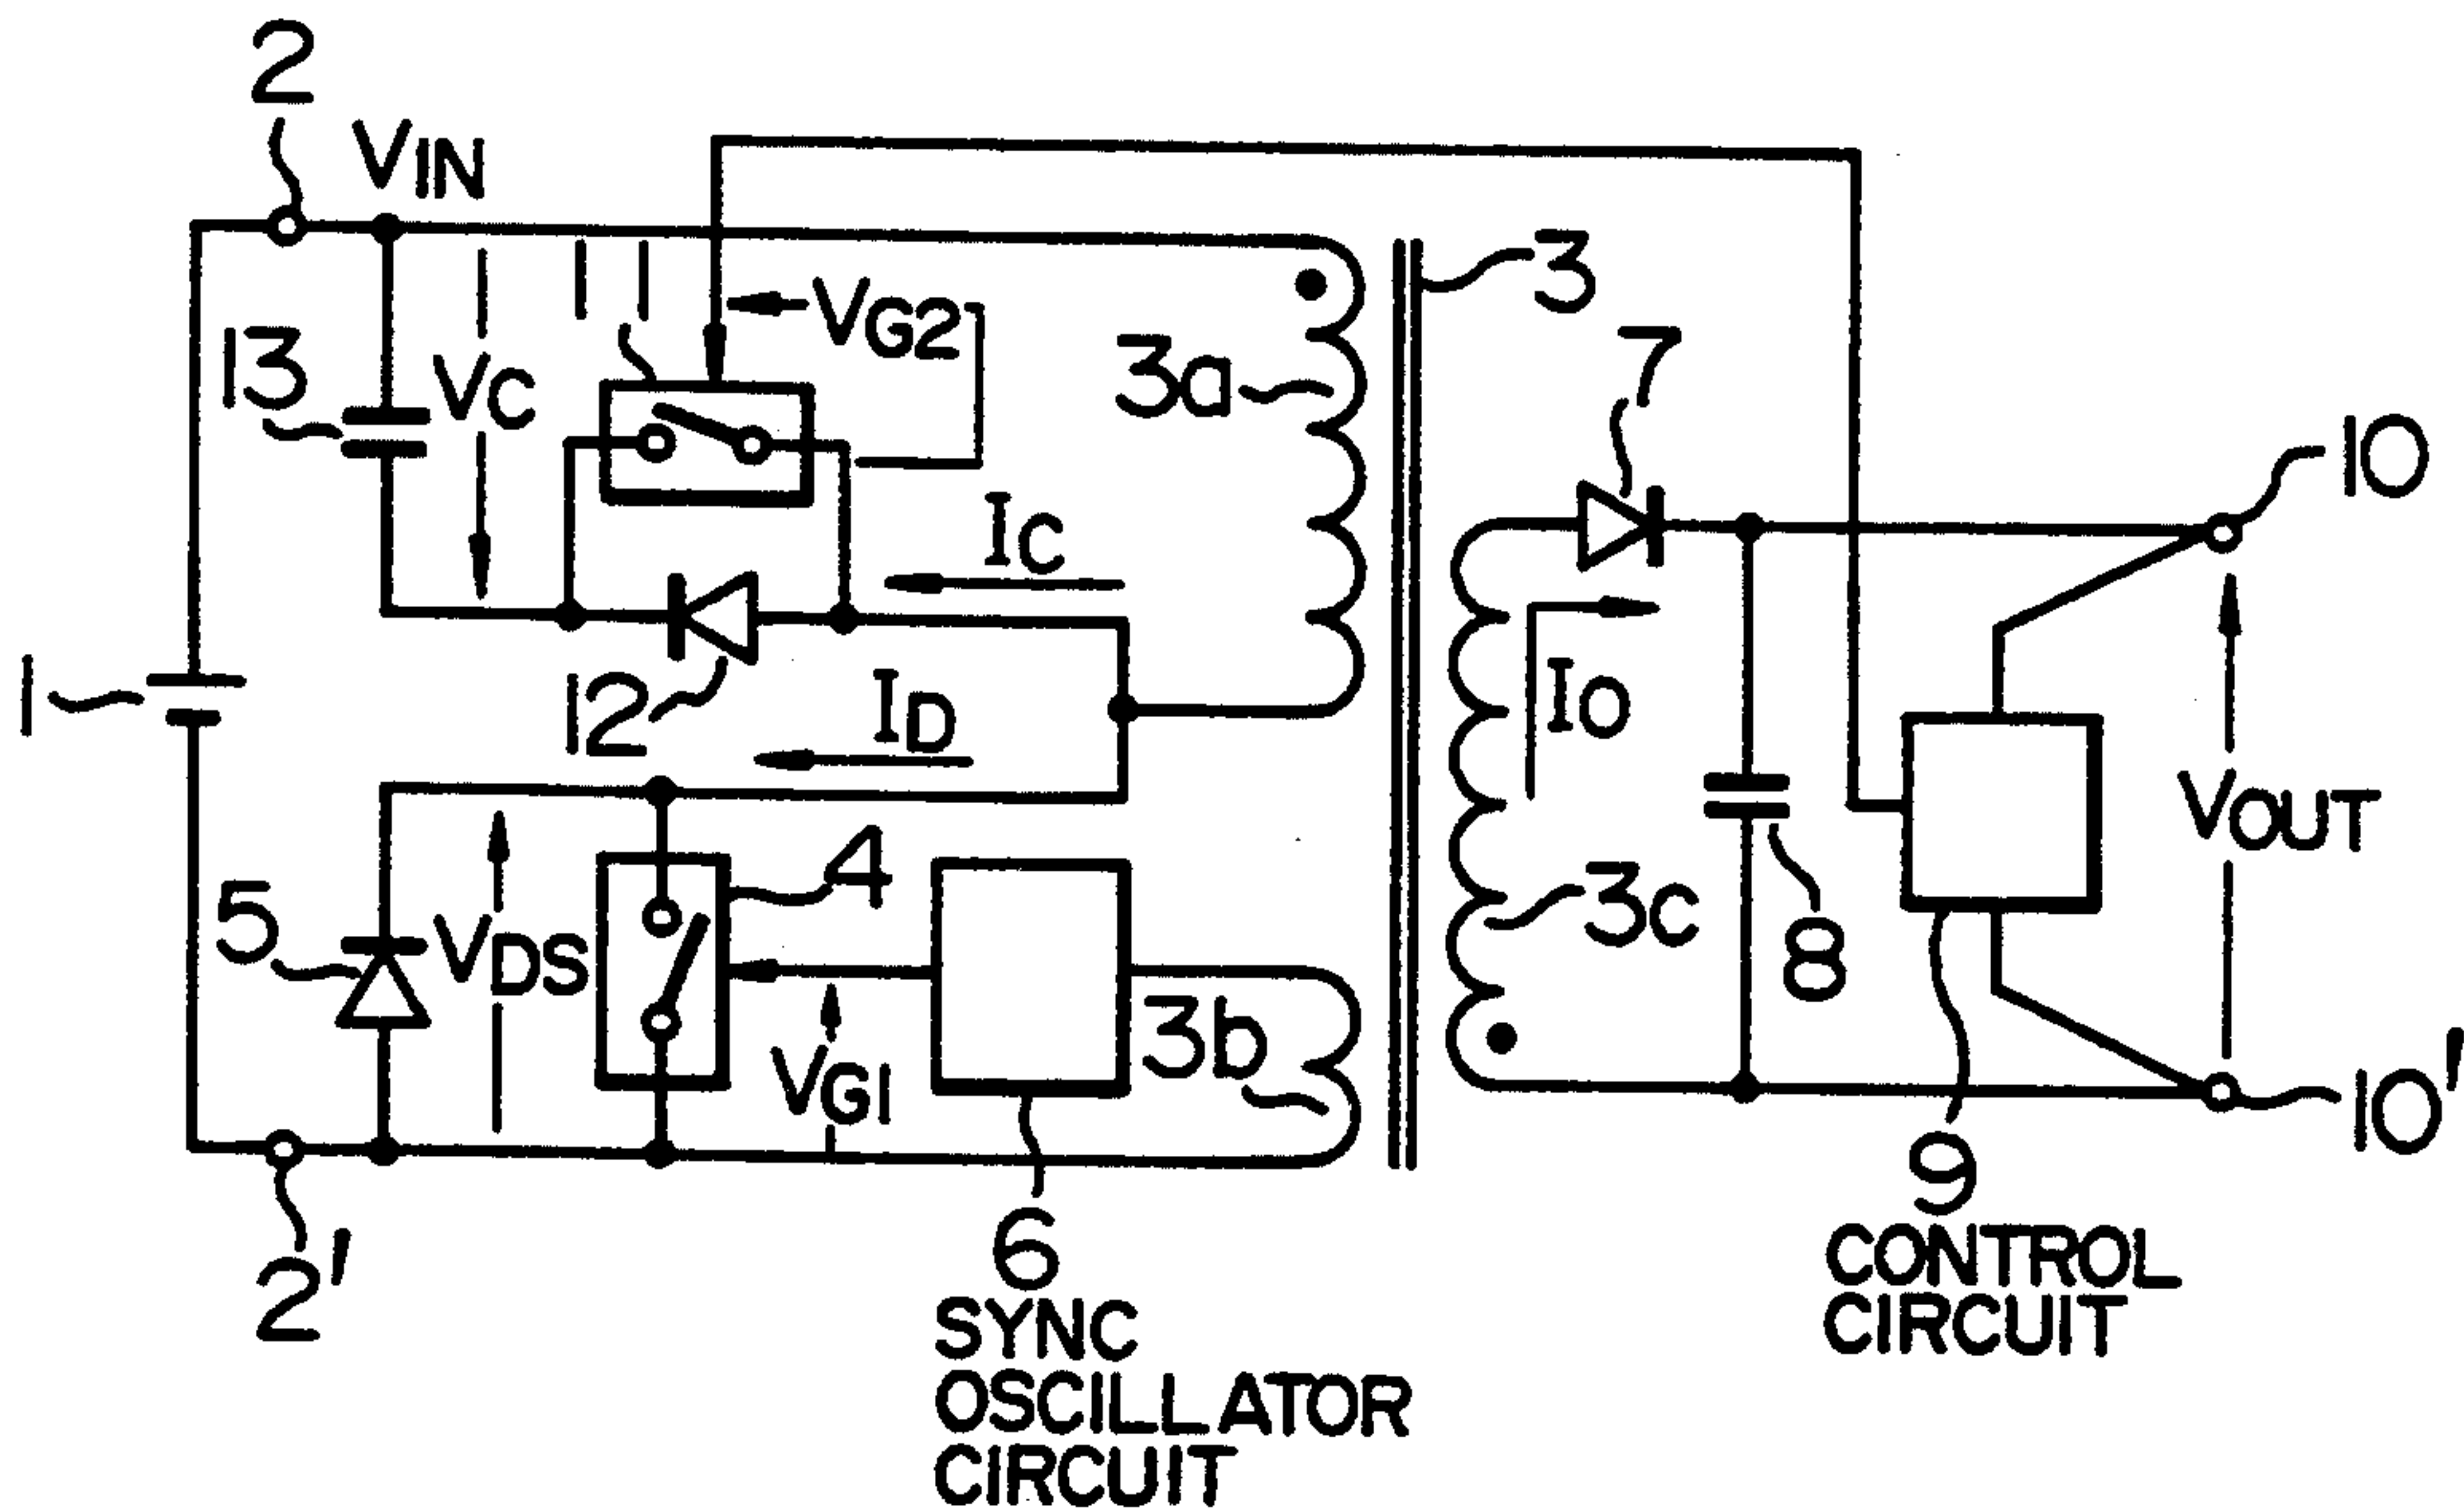 2
VIN
11
VG2
3
13
VC
3a
7
10
IC
1
12
ID
IO
VOUT
5
VDS
4
3c
8
VG1
3b
10'
2'
6
SYNC
OSCILLATOR
CIRCUIT
9
CONTROL
CIRCUIT